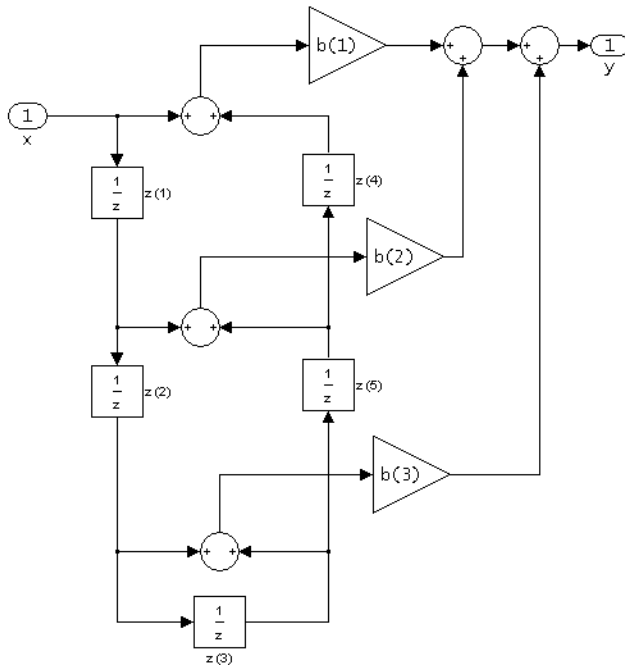 b(1)
+
+
+
+
1
y
1
x
+
+
1
z
z(1)
1
z
z(4)
b(2)
+
+
1
z
z(2)
1
z
z(5)
b(3)
+
+
1
z
z(3)